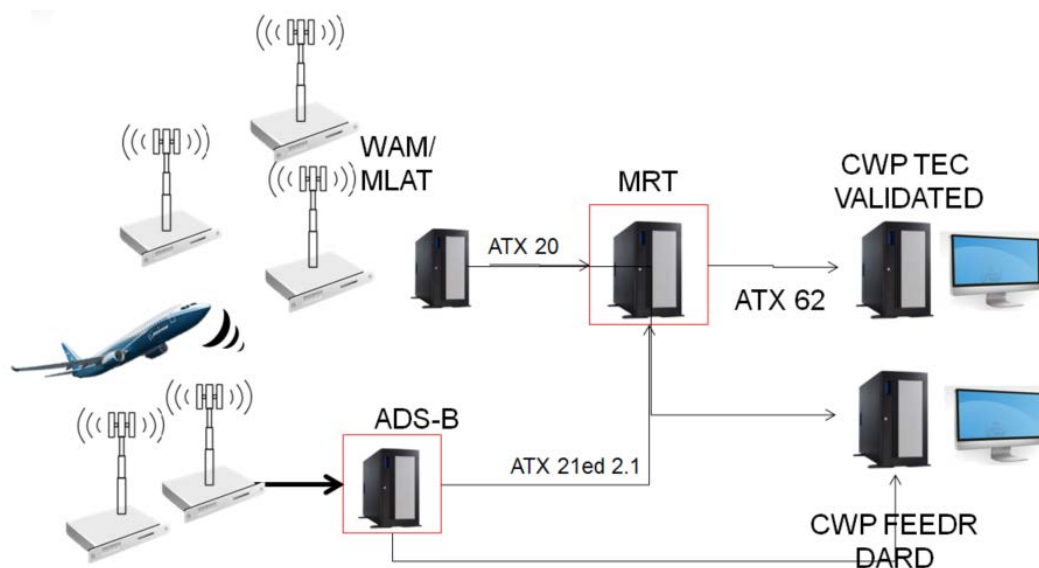 WAM/
MLAT
MRT
CWP TEC
VALIDATED
ATX 20
ATX 62
ADS-B
ATX 21ed 2.1
CWP FEEDR
DARD